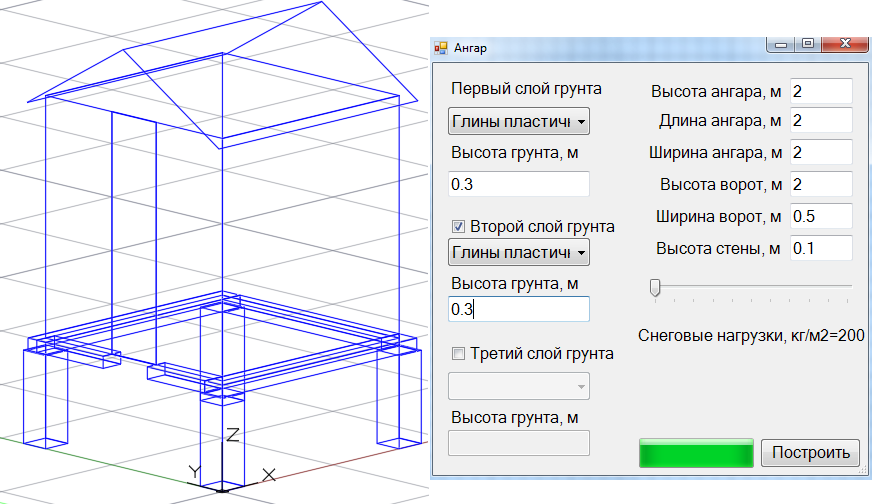 Ангар
Первый слой грунта
Глины пластичн
Высота грунта, м
0.3
Второй слой грунта
Глины пластичн
Высота грунта, м
0.3
Третий слой грунта
Высота грунта, м
Высота ангара, м 2
Длина ангара, м 2
Ширина ангара, м 2
Высота ворот, м 2
Ширина ворот, м 0.5
Высота стены, м 0.1
Снеговые нагрузки, кг/м2=200
Построить
Z
Y
X